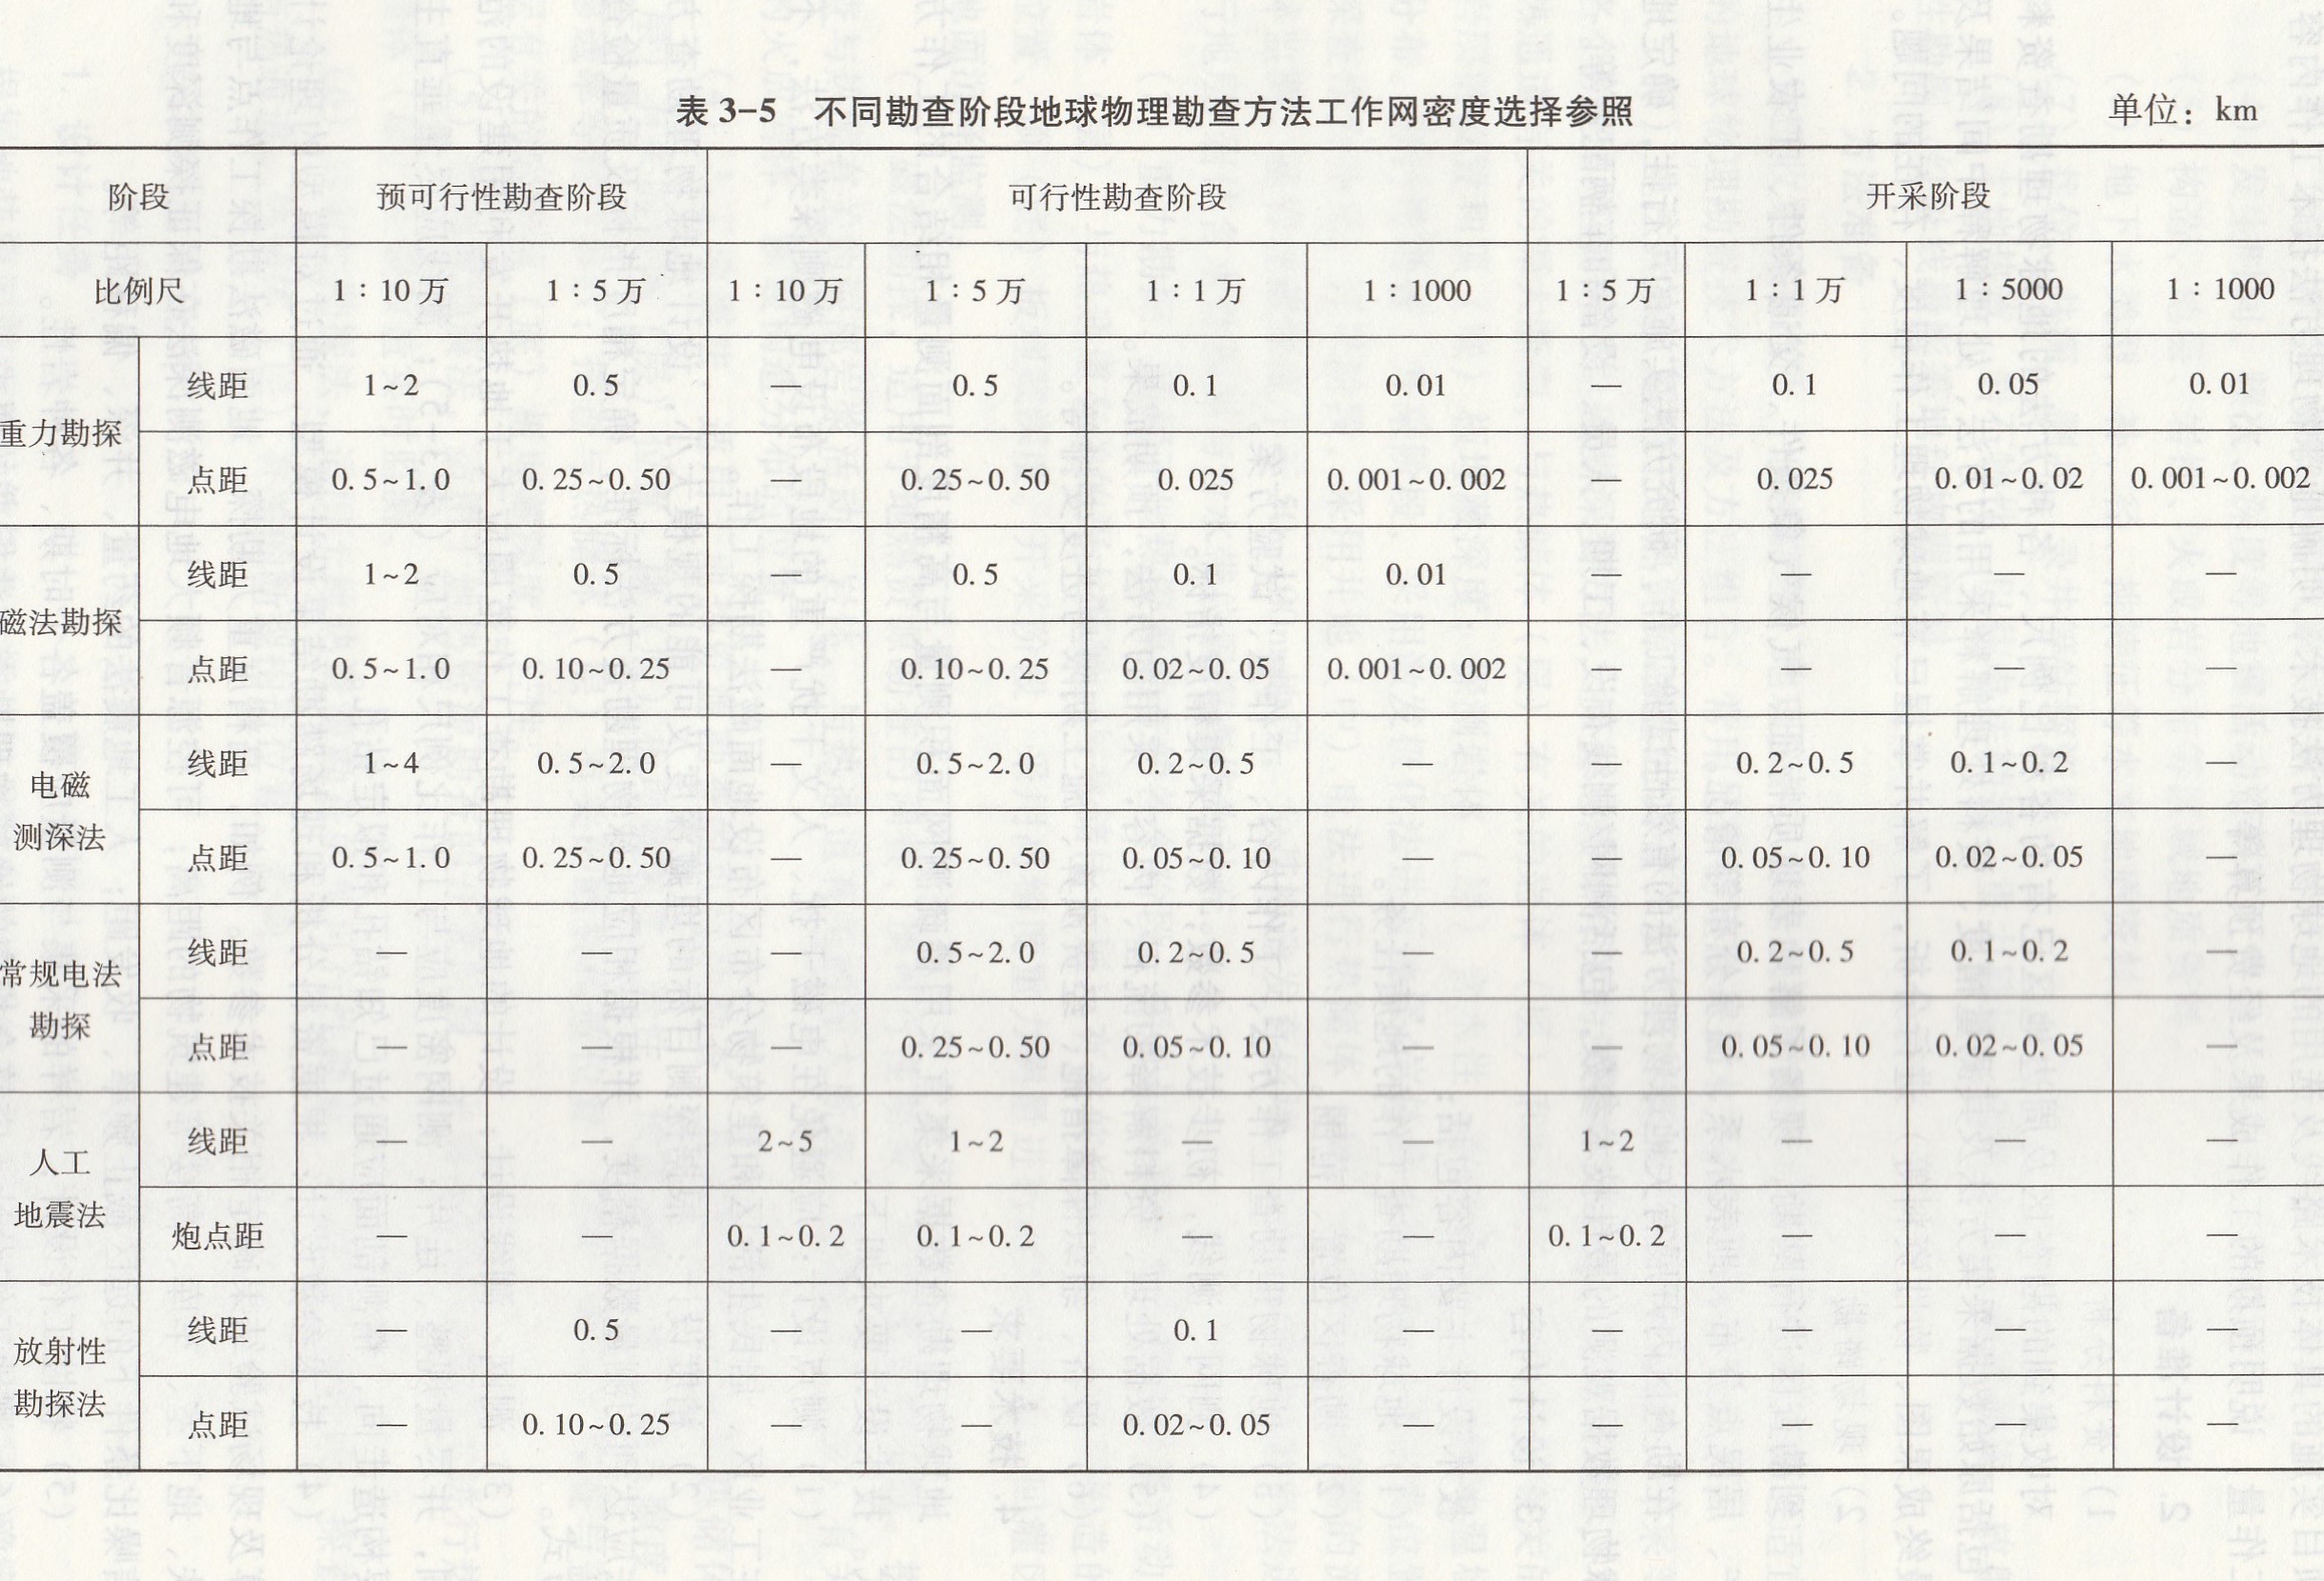 表 3-5 不同勘查阶段地球物理勘查方法工作网密度选择参照 单位：km
阶段 预可行性勘查阶段 可行性勘查阶段 开采阶段
比例尺 1∶10 万 1∶5 万 1∶10 万 1∶5 万 1∶1 万 1∶1000 1∶5 万 1∶1 万 1∶5000 1∶1000
重力勘探
线距 1~2 0.5 — 0.5 0.1 0.01 — 0.1 0.05 0.01
点距 0.5~1.0 0.25~0.50 — 0.25~0.50 0.025 0.001~0.002 — 0.025 0.01~0.02 0.001~0.002
磁法勘探
线距 1~2 0.5 — 0.5 0.1 0.01 — — — —
点距 0.5~1.0 0.10~0.25 — 0.10~0.25 0.02~0.05 0.001~0.002 — — — —
电磁
测深法
线距 1~4 0.5~2.0 — 0.5~2.0 0.2~0.5 — — 0.2~0.5 0.1~0.2 —
点距 0.5~1.0 0.25~0.50 — 0.25~0.50 0.05~0.10 — — 0.05~0.10 0.02~0.05 —
常规电法
勘探
线距 — — — 0.5~2.0 0.2~0.5 — — 0.2~0.5 0.1~0.2 —
点距 — — — 0.25~0.50 0.05~0.10 — — 0.05~0.10 0.02~0.05 —
人工
地震法
线距 — — 2~5 1~2 — — 1~2 — — —
炮点距 — — 0.1~0.2 0.1~0.2 — — 0.1~0.2 — — —
放射性
勘探法
线距 — 0.5 — — 0.1 — — — — —
点距 — 0.10~0.25 — — 0.02~0.05 — — — — —